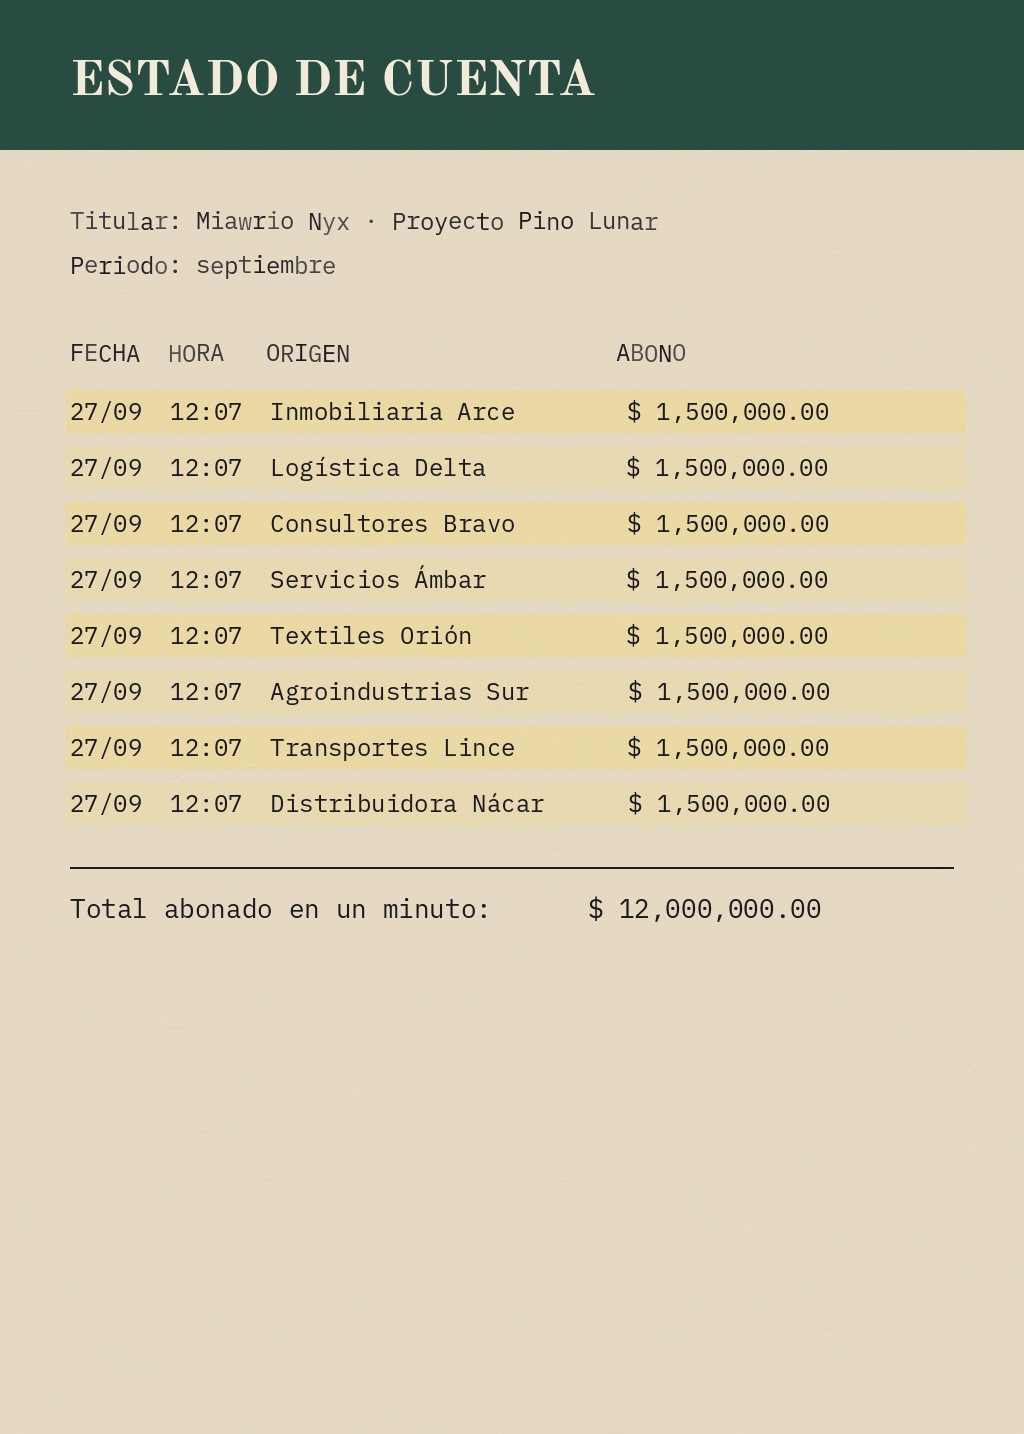 ESTADO DE CUENTA
Titular: Miawrio Nyx · Proyecto Pino Lunar
Periodo: septiembre
FECHA HORA ORIGEN ABONO
27/09 12:07 Inmobiliaria Arce $ 1,500,000.00
27/09 12:07 Logística Delta $ 1,500,000.00
27/09 12:07 Consultores Bravo $ 1,500,000.00
27/09 12:07 Servicios Ámbar $ 1,500,000.00
27/09 12:07 Textiles Orión $ 1,500,000.00
27/09 12:07 Agroindustrias Sur $ 1,500,000.00
27/09 12:07 Transportes Lince $ 1,500,000.00
27/09 12:07 Distribuidora Nácar $ 1,500,000.00
Total abonado en un minuto: $ 12,000,000.00